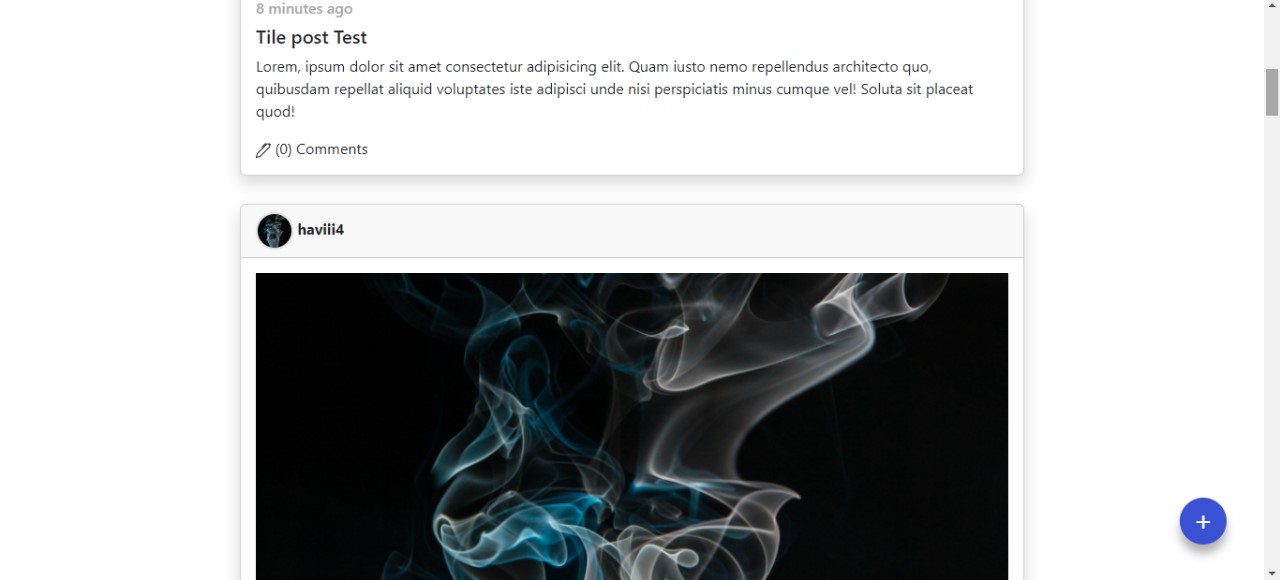 8 minutes ago
Tile post Test
Lorem, ipsum dolor sit amet consectetur adipisicing elit. Quam iusto nemo repellendus architecto quo,
quibusdam repellat aliquid voluptates iste adipisci unde nisi perspiciatis minus cumque vel! Soluta sit placeat
quod!
(0) Comments
haviii4
+